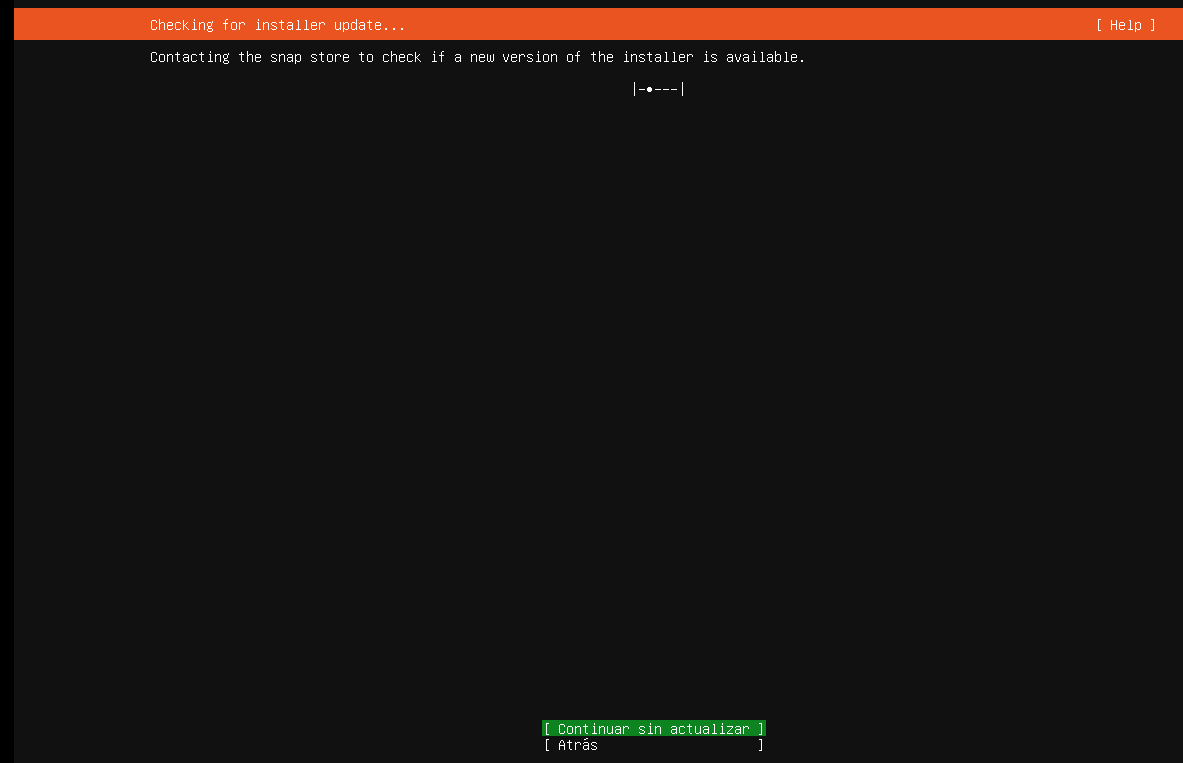 Checking for installer update... [ Help ]
Contacting the snap store to check if a new version of the installer is available.
|-●---|
[ Continuar sin actualizar ]
[ Atrás ]